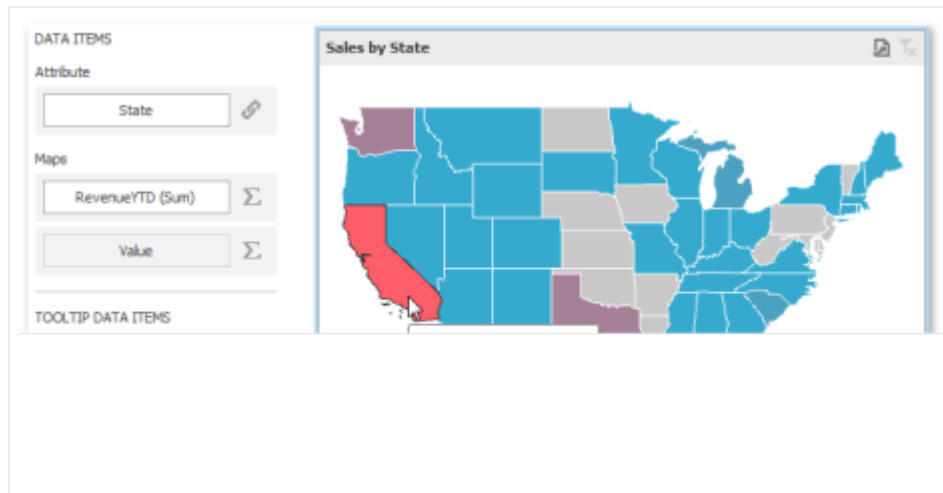 DATA ITEMS
Attribute
State
Maps
RevenueYTD (Sum)
Value
TOOLTIP DATA ITEMS
Sales by State